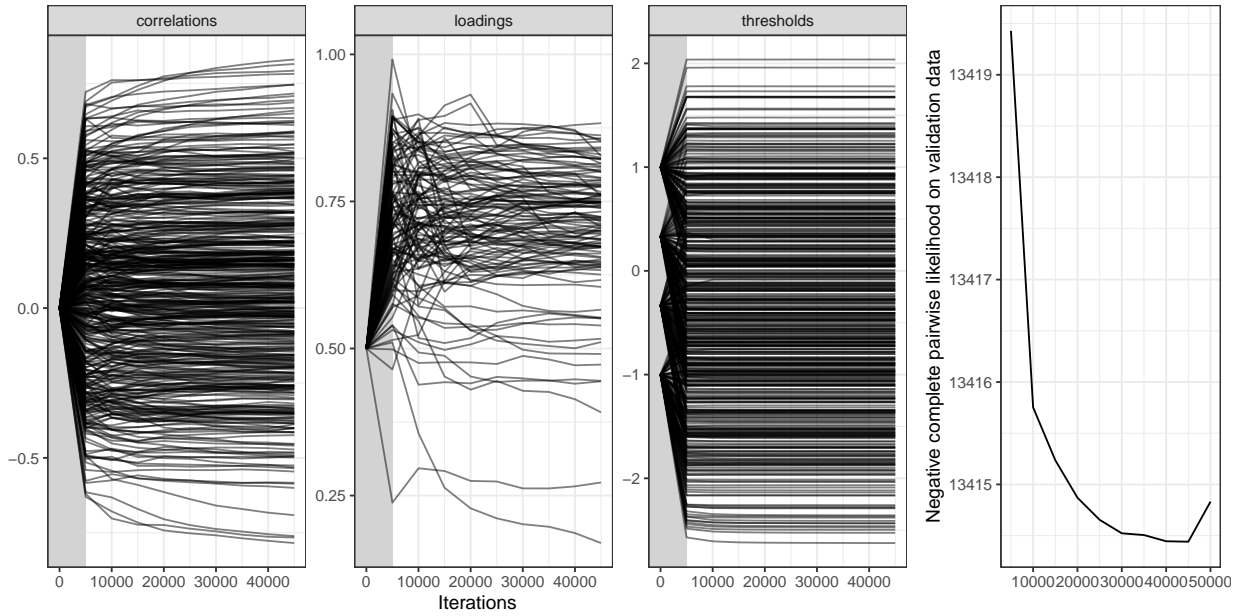 correlations
loadings
thresholds
0.5
0.0
−0.5
0 10000 20000 30000 40000
1.00
0.75
0.50
0.25
0 10000 20000 30000 40000
2
1
0
−1
−2
0 10000 20000 30000 40000
Iterations
Negative complete pairwise likelihood on validation data
13419
13418
13417
13416
13415
10000 20000 30000 40000 50000